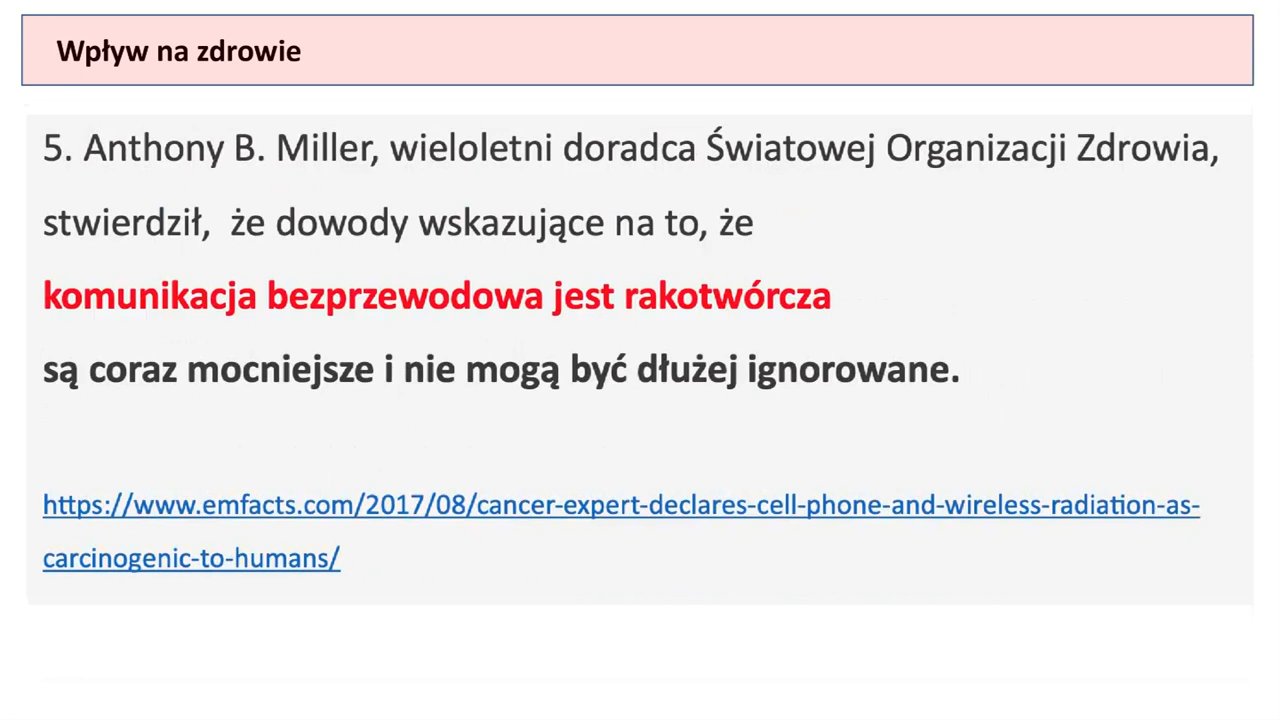 Wpływ na zdrowie
5. Anthony B. Miller, wieloletni doradca Światowej Organizacji Zdrowia,
stwierdził,  że dowody wskazujące na to, że
komunikacja bezprzewodowa jest rakotwórcza
są coraz mocniejsze i nie mogą być dłużej ignorowane.
https://www.emfacts.com/2017/08/cancer-expert-declares-cell-phone-and-wireless-radiation-as-
carcinogenic-to-humans/